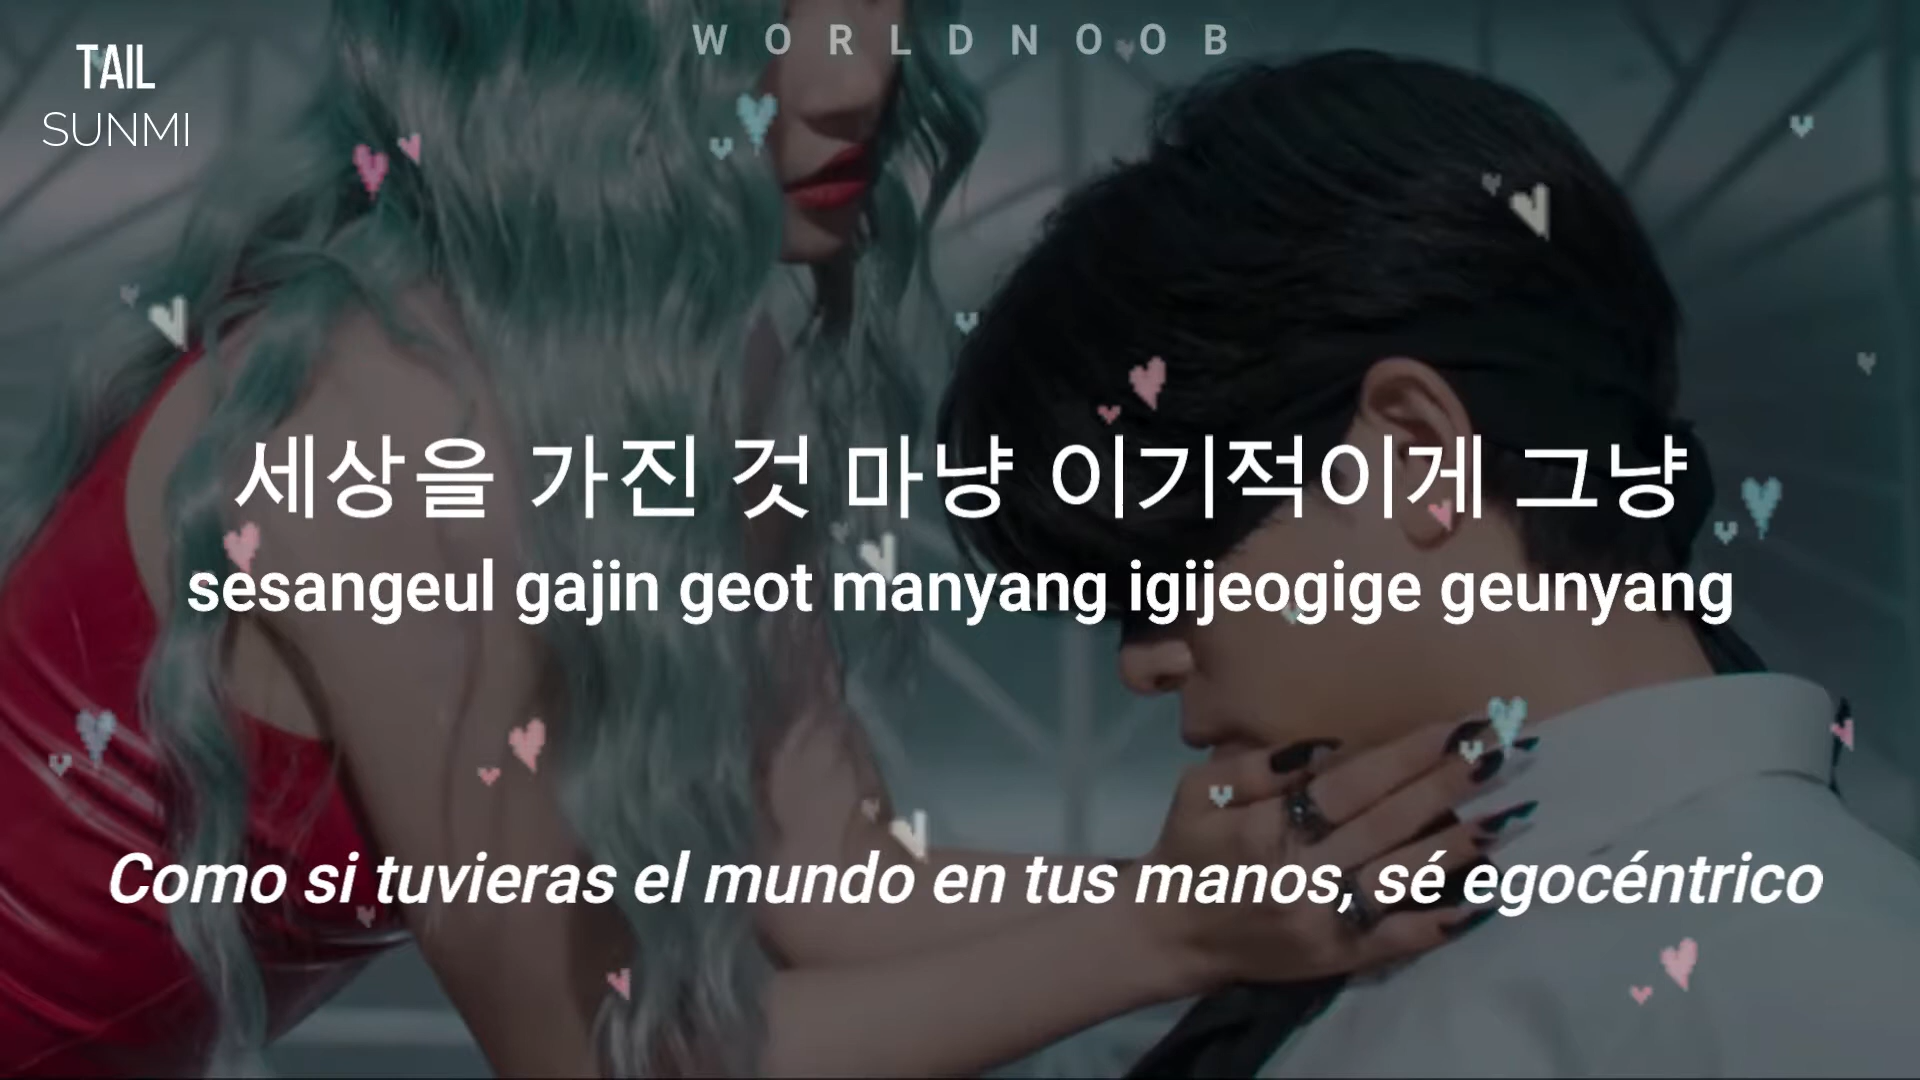 WORLDNOOB
TAIL
SUNMI
세상을 가진 것 마냥 이기적이게 그냥
sesangeul gajin geot manyang igijeogige geunyang
Como si tuvieras el mundo en tus manos, sé egocéntrico